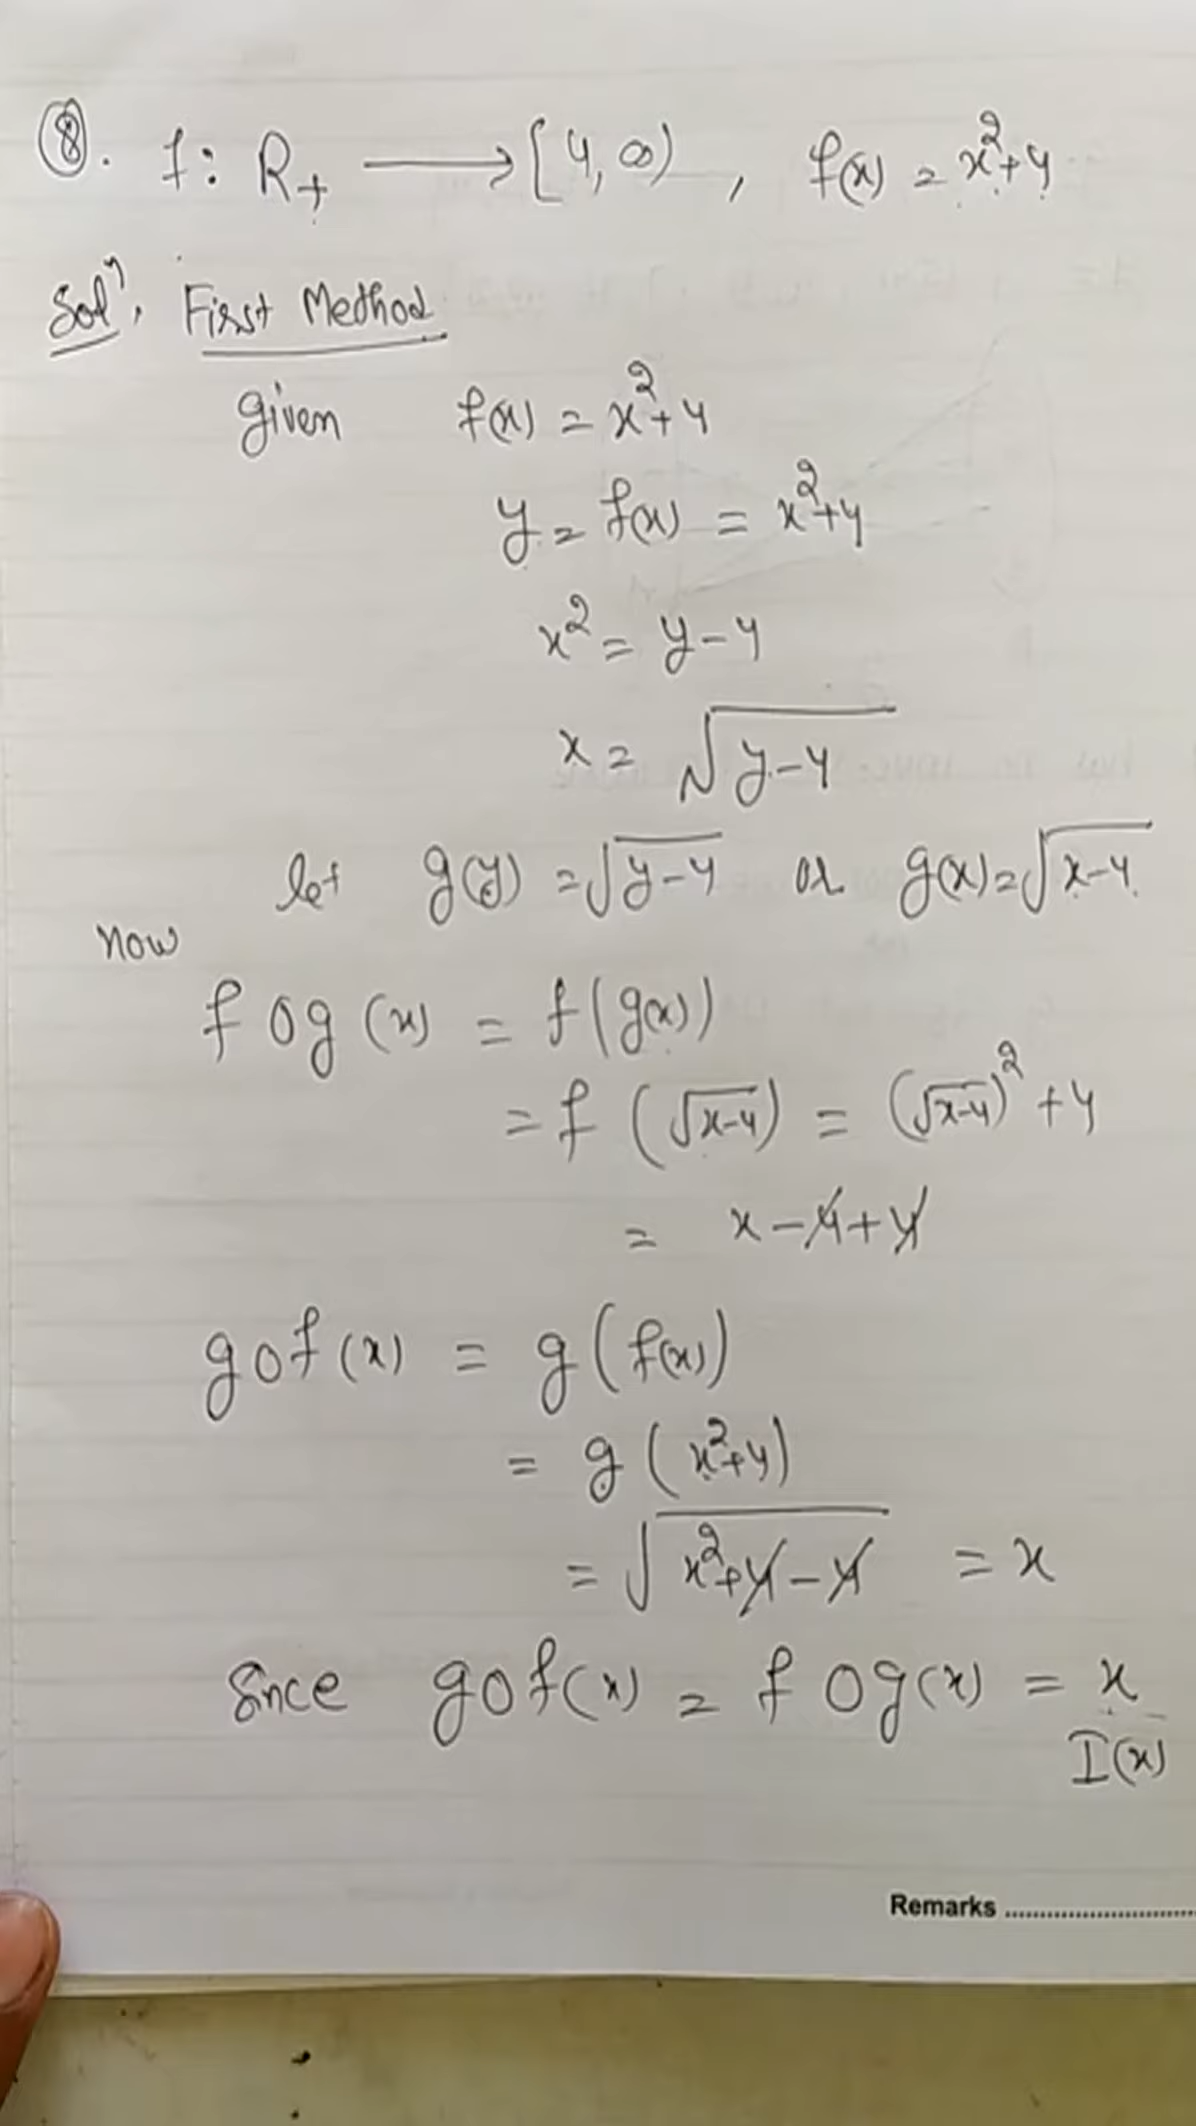 ⑧. f: R₊ ⟶ [4, ∞) , f(x) = x²+4
Solⁿ, First Method
given f(x) = x²+4
y = f(x) = x²+4
x² = y-4
x = √(y-4)
let g(y) = √(y-4) or g(x) = √(x-4)
now
f o g (x) = f(g(x))
= f (√(x-4)) = (√(x-4))² + 4
= x - 4 + 4
g o f (x) = g(f(x))
= g (x²+4)
= √(x²+4-4) = x
Since g o f(x) = f o g(x) = x
I(x)
Remarks ............................